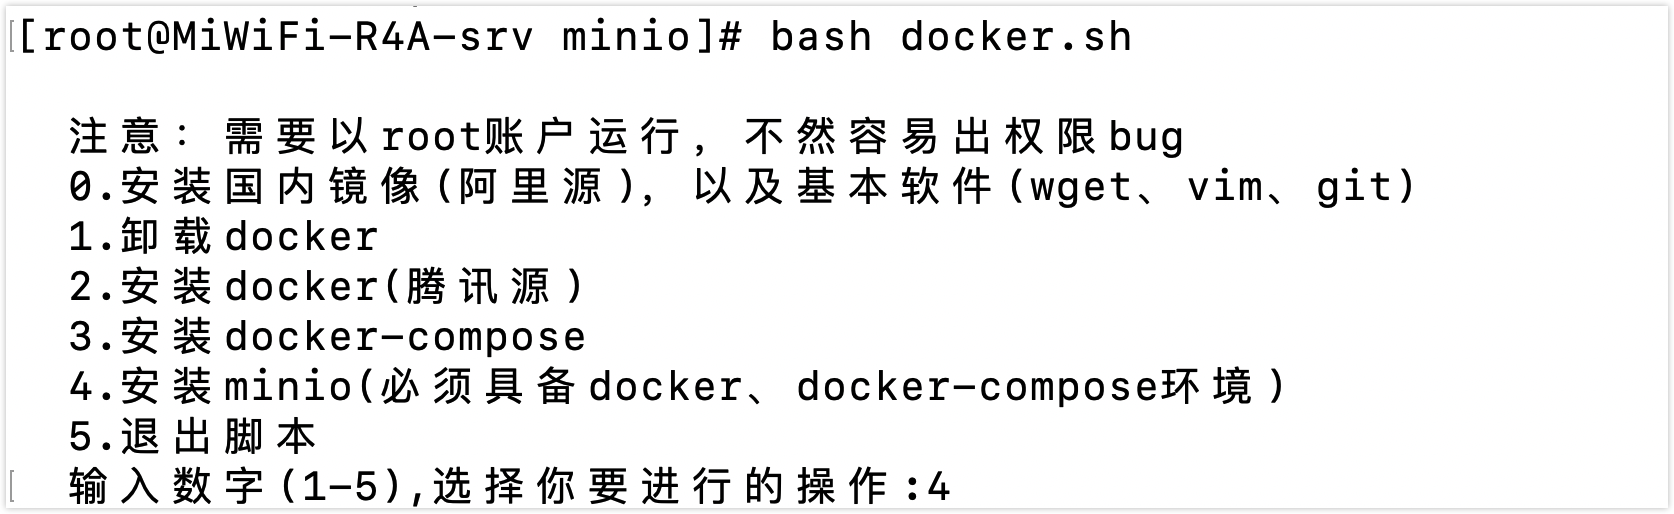 [root@MiWiFi-R4A-srv minio]# bash docker.sh
注意：需要以root账户运行，不然容易出权限bug
0.安装国内镜像(阿里源)，以及基本软件(wget、vim、git)
1.卸载docker
2.安装docker(腾讯源)
3.安装docker-compose
4.安装minio(必须具备docker、docker-compose环境)
5.退出脚本
输入数字(1-5),选择你要进行的操作:4